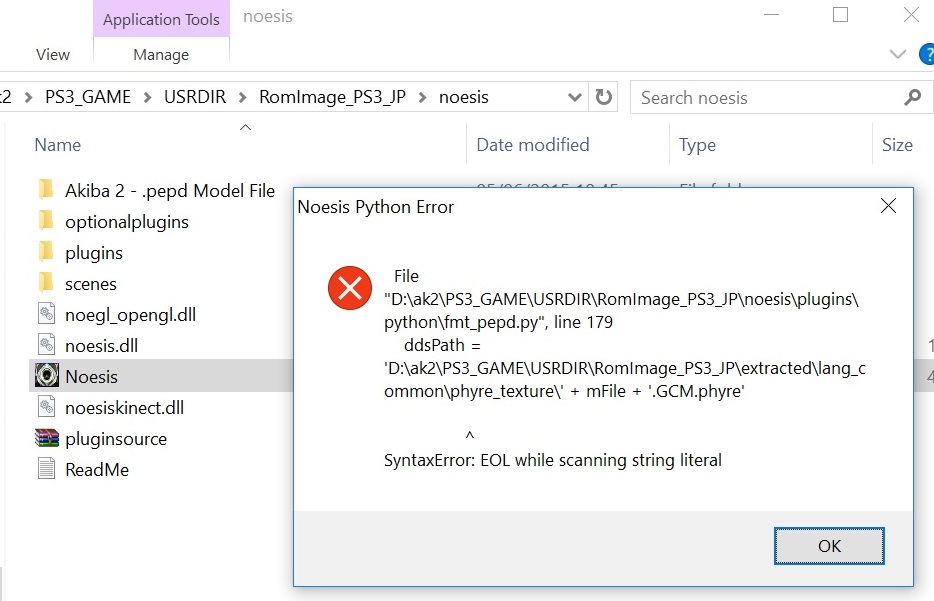 Application Tools
noesis
View
Manage
PS3_GAME
USRDIR
RomImage_PS3_JP
noesis
Search noesis
Name
Date modified
Type
Size
Akiba 2 - .pepd Model File
optionalplugins
plugins
scenes
noegl_opengl.dll
noesis.dll
Noesis
noesiskinect.dll
pluginsource
ReadMe
Noesis Python Error
File
"D:\ak2\PS3_GAME\USRDIR\RomImage_PS3_JP\noesis\plugins\
python\fmt_pepd.py", line 179
ddsPath =
'D:\ak2\PS3_GAME\USRDIR\RomImage_PS3_JP\extracted\lang_c
ommon\phyre_texture\' + mFile + '.GCM.phyre'
^
SyntaxError: EOL while scanning string literal
OK